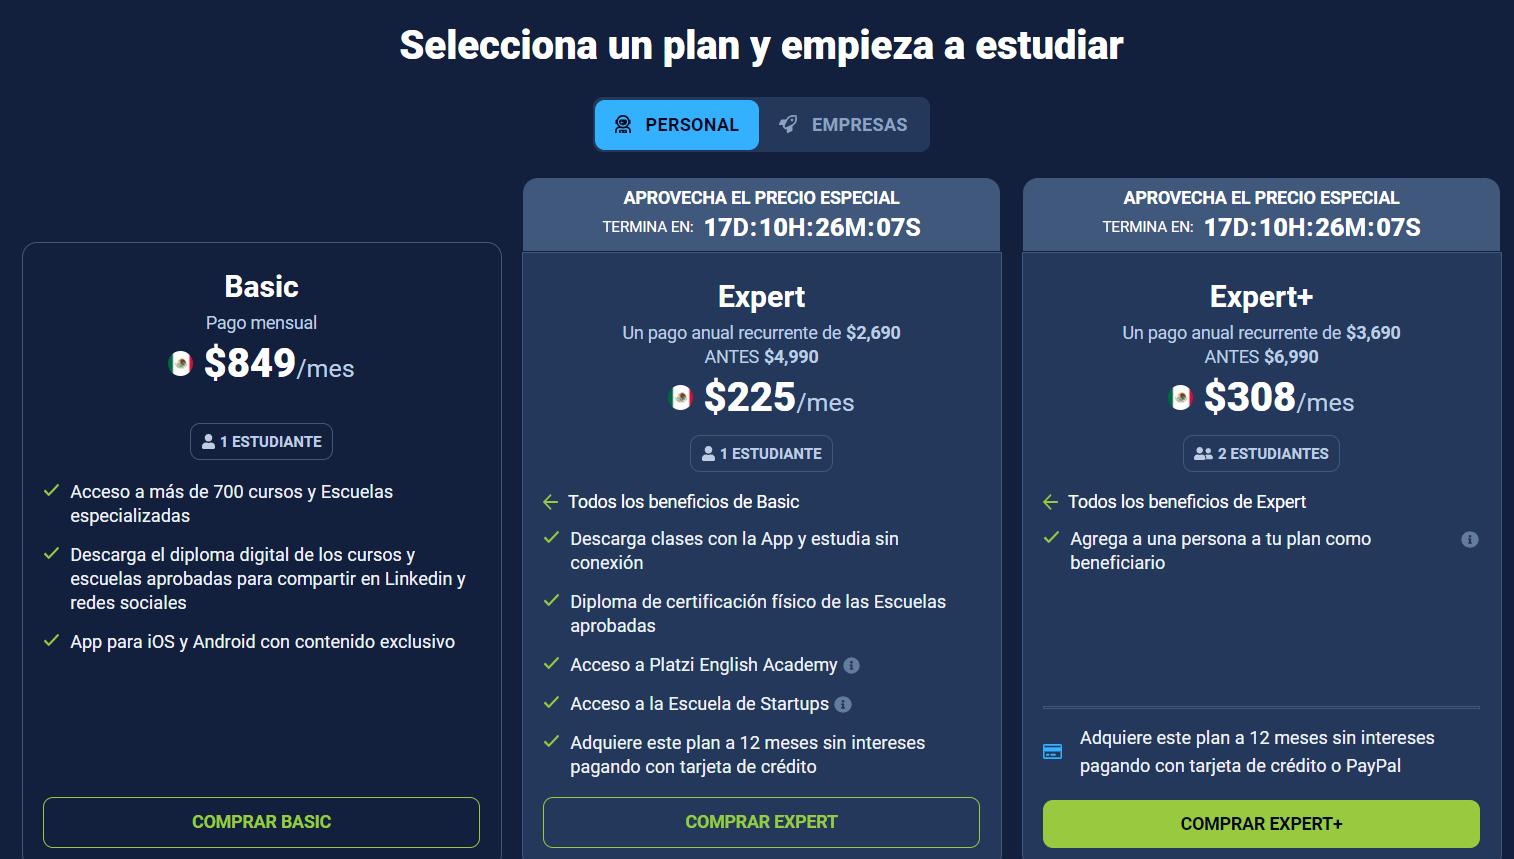 Selecciona un plan y empieza a estudiar
PERSONAL
EMPRESAS
Basic
Pago mensual
$849/mes
1 ESTUDIANTE
Acceso a más de 700 cursos y Escuelas
especializadas
Descarga el diploma digital de los cursos y
escuelas aprobadas para compartir en Linkedin y
redes sociales
App para iOS y Android con contenido exclusivo
COMPRAR BASIC
APROVECHA EL PRECIO ESPECIAL
TERMINA EN: 17D:10H:26M:07S
Expert
Un pago anual recurrente de $2,690
ANTES $4,990
$225/mes
1 ESTUDIANTE
Todos los beneficios de Basic
Descarga clases con la App y estudia sin
conexión
Diploma de certificación físico de las Escuelas
aprobadas
Acceso a Platzi English Academy
Acceso a la Escuela de Startups
Adquiere este plan a 12 meses sin intereses
pagando con tarjeta de crédito
COMPRAR EXPERT
APROVECHA EL PRECIO ESPECIAL
TERMINA EN: 17D:10H:26M:07S
Expert+
Un pago anual recurrente de $3,690
ANTES $6,990
$308/mes
2 ESTUDIANTES
Todos los beneficios de Expert
Agrega a una persona a tu plan como
beneficiario
Adquiere este plan a 12 meses sin intereses
pagando con tarjeta de crédito o PayPal
COMPRAR EXPERT+